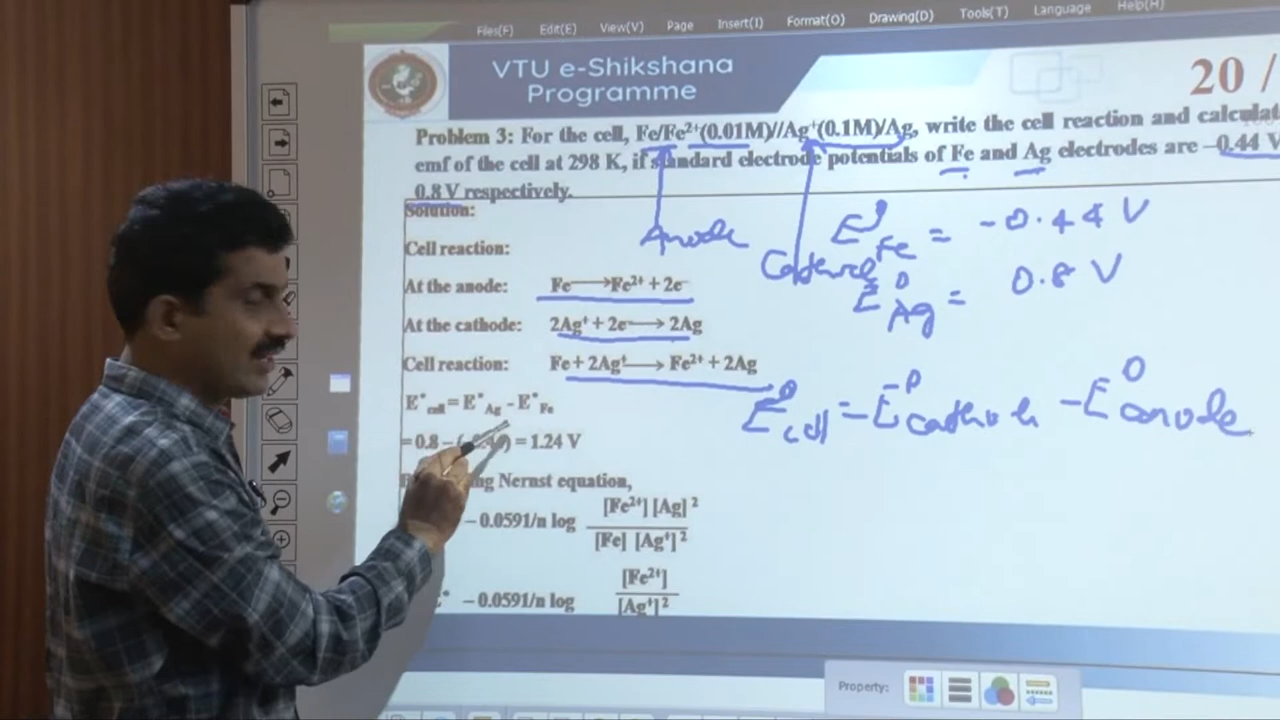 Files(F) Edit(E) View(V) Page Insert(I) Format(O) Drawing(D) Tools(T) Language Help(H)
VTU e-Shikshana
Programme
20 /
Problem 3: For the cell, Fe/Fe²⁺(0.01M)//Ag⁺(0.1M)/Ag, write the cell reaction and calculat
emf of the cell at 298 K, if standard electrode potentials of Fe and Ag electrodes are –0.44 V
0.8 V respectively.
Solution:
Anode
E⁰Fe = -0.44 V
Cell reaction:
Cathode
E⁰Ag = 0.8 V
At the anode: Fe ⟶ Fe²⁺ + 2e⁻
At the cathode: 2Ag⁺ + 2e⁻ ⟶ 2Ag
Cell reaction: Fe + 2Ag⁺ ⟶ Fe²⁺ + 2Ag
E°cell = E°Ag - E°Fe
E⁰cell = E⁰cathode - E⁰anode
= 0.8 – ) = 1.24 V
Nernst equation,
– 0.0591/n log [Fe²⁺] [Ag]²
[Fe] [Ag⁺]²
– 0.0591/n log [Fe²⁺]
[Ag⁺]²
Property: